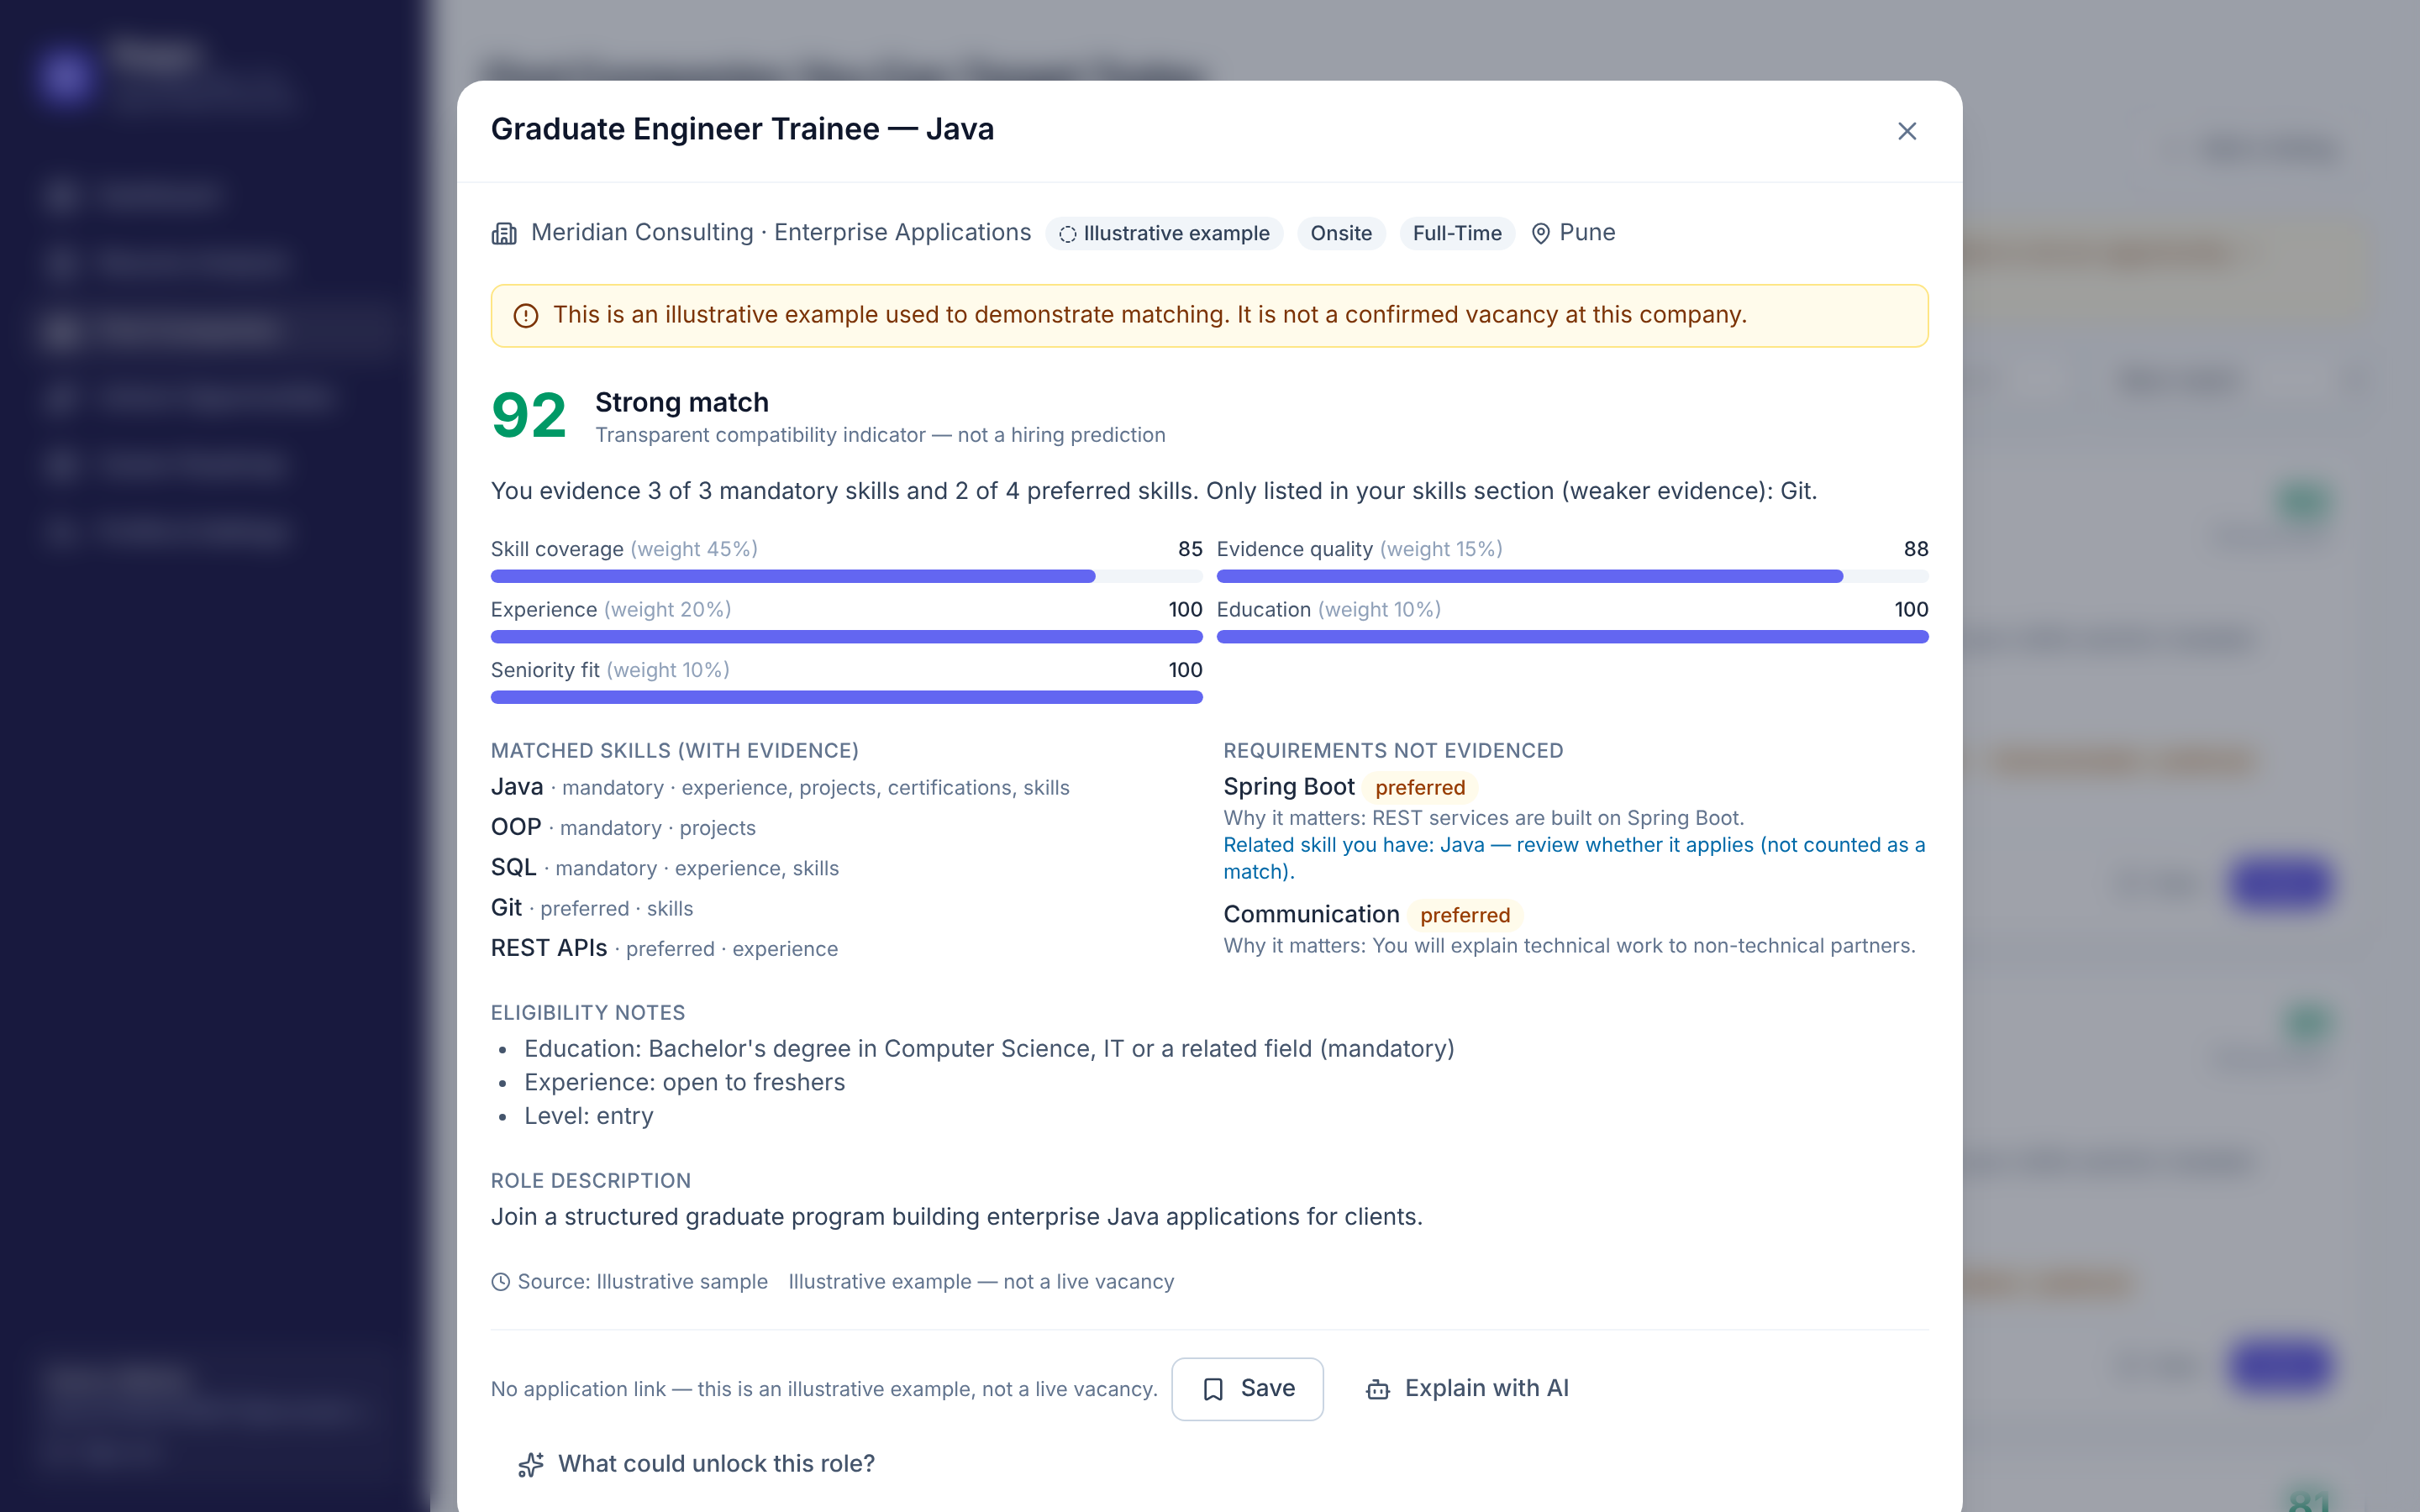 Graduate Engineer Trainee — Java
Meridian Consulting · Enterprise Applications Illustrative example Onsite Full-Time Pune
This is an illustrative example used to demonstrate matching. It is not a confirmed vacancy at this company.
92 Strong match
Transparent compatibility indicator — not a hiring prediction
You evidence 3 of 3 mandatory skills and 2 of 4 preferred skills. Only listed in your skills section (weaker evidence): Git.
Skill coverage (weight 45%) 85
Evidence quality (weight 15%) 88
Experience (weight 20%) 100
Education (weight 10%) 100
Seniority fit (weight 10%) 100
MATCHED SKILLS (WITH EVIDENCE)
Java · mandatory · experience, projects, certifications, skills
OOP · mandatory · projects
SQL · mandatory · experience, skills
Git · preferred · skills
REST APIs · preferred · experience
REQUIREMENTS NOT EVIDENCED
Spring Boot preferred
Why it matters: REST services are built on Spring Boot.
Related skill you have: Java — review whether it applies (not counted as a
match).
Communication preferred
Why it matters: You will explain technical work to non-technical partners.
ELIGIBILITY NOTES
• Education: Bachelor's degree in Computer Science, IT or a related field (mandatory)
• Experience: open to freshers
• Level: entry
ROLE DESCRIPTION
Join a structured graduate program building enterprise Java applications for clients.
Source: Illustrative sample Illustrative example — not a live vacancy
No application link — this is an illustrative example, not a live vacancy. Save Explain with AI
What could unlock this role?
81